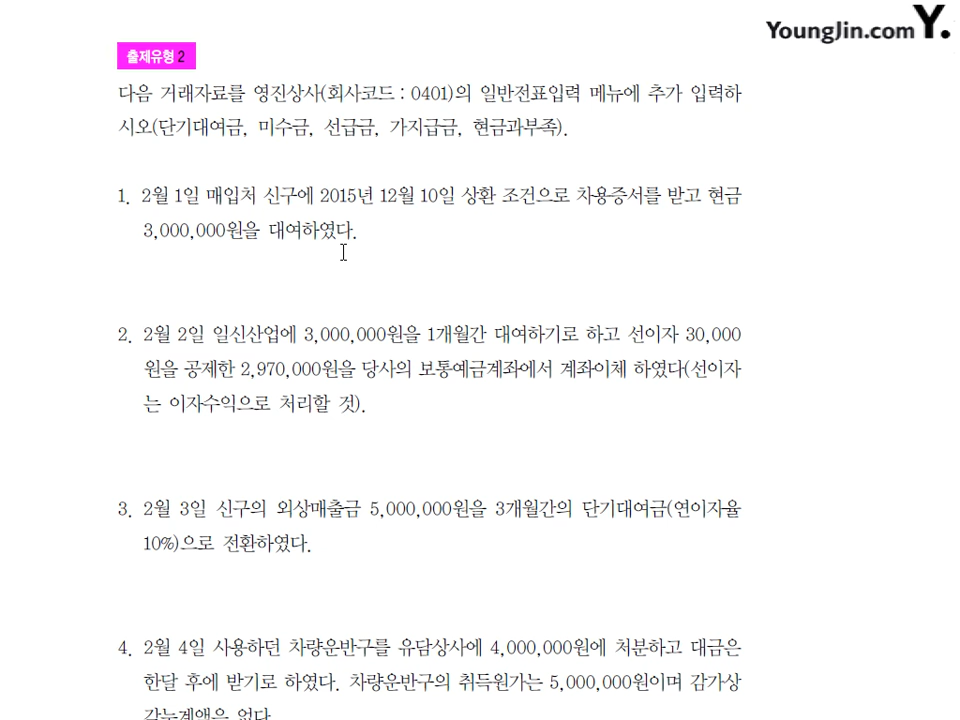 YoungJin.com Y.
출제유형 2
다음 거래자료를 영진상사(회사코드 : 0401)의 일반전표입력 메뉴에 추가 입력하
시오(단기대여금, 미수금, 선급금, 가지급금, 현금과부족).
1. 2월 1일 매입처 신구에 2015년 12월 10일 상환 조건으로 차용증서를 받고 현금
3,000,000원을 대여하였다.
2. 2월 2일 일신산업에 3,000,000원을 1개월간 대여하기로 하고 선이자 30,000
원을 공제한 2,970,000원을 당사의 보통예금계좌에서 계좌이체 하였다(선이자
는 이자수익으로 처리할 것).
3. 2월 3일 신구의 외상매출금 5,000,000원을 3개월간의 단기대여금(연이자율
10%)으로 전환하였다.
4. 2월 4일 사용하던 차량운반구를 유담상사에 4,000,000원에 처분하고 대금은
한달 후에 받기로 하였다. 차량운반구의 취득원가는 5,000,000원이며 감가상
각누계액은 없다.